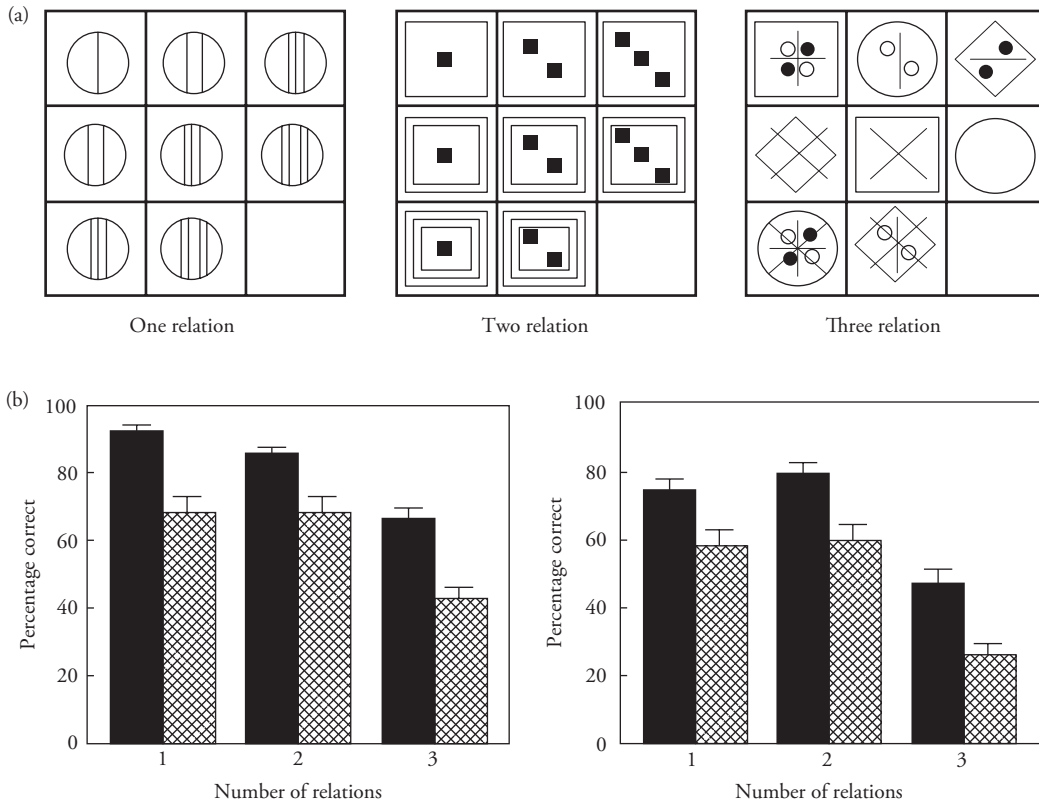 (a)
One relation
Two relation
Three relation
(b)
100
80
60
40
20
0
Percentage correct
1 2 3
Number of relations
100
80
60
40
20
0
Percentage correct
1 2 3
Number of relations